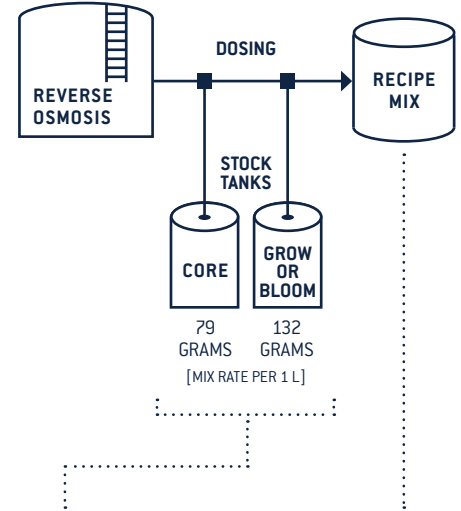 DOSING
REVERSE
OSMOSIS
RECIPE
MIX
STOCK
TANKS
CORE
GROW
OR
BLOOM
79
GRAMS
132
GRAMS
[MIX RATE PER 1 L]